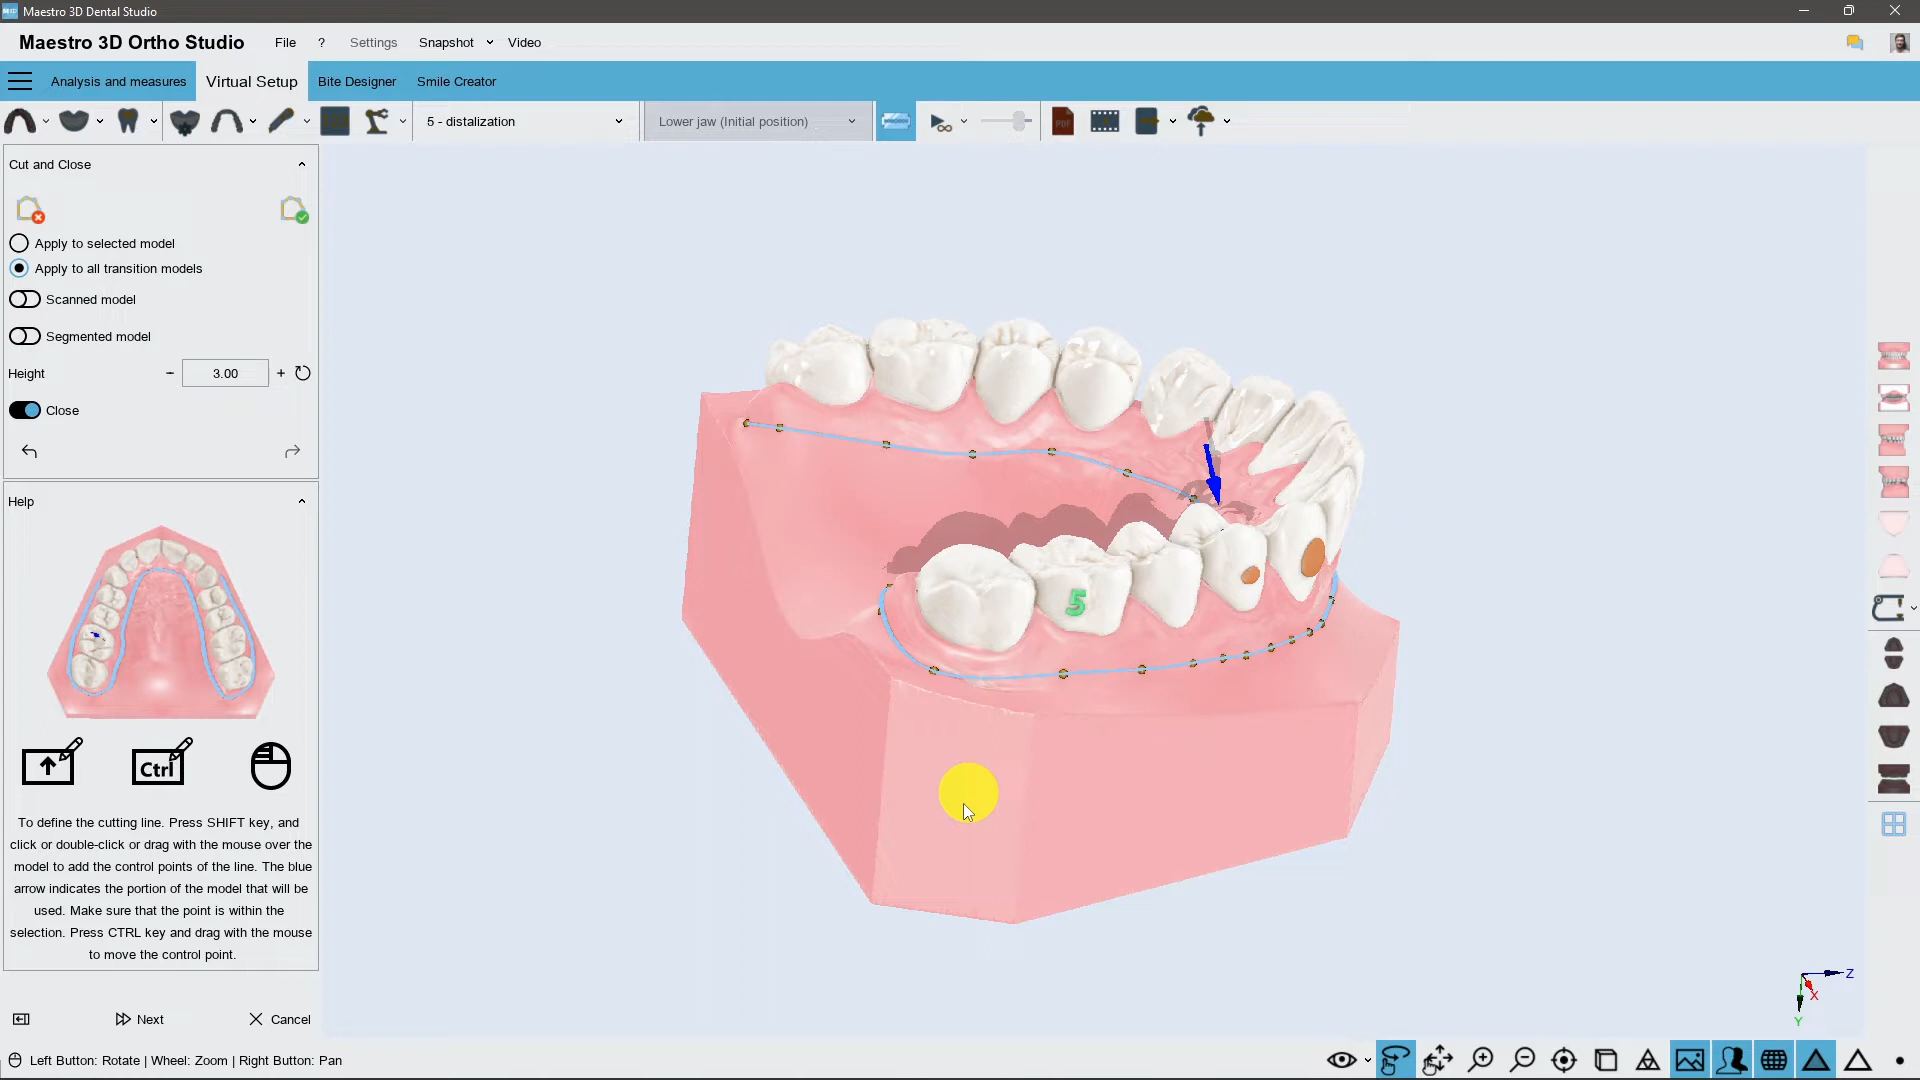 Maestro 3D Dental Studio
Maestro 3D Ortho Studio File ? Settings Snapshot Video
Analysis and measures Virtual Setup Bite Designer Smile Creator
5 - distalization Lower jaw (Initial position) PDF
Cut and Close
Apply to selected model
Apply to all transition models
Scanned model
Segmented model
Height - 3.00 +
Close
Help
Ctrl
To define the cutting line. Press SHIFT key, and
click or double-click or drag with the mouse over the
model to add the control points of the line. The blue
arrow indicates the portion of the model that will be
used. Make sure that the point is within the
selection. Press CTRL key and drag with the mouse
to move the control point.
5
Z
X
Y
Next Cancel
Left Button: Rotate | Wheel: Zoom | Right Button: Pan